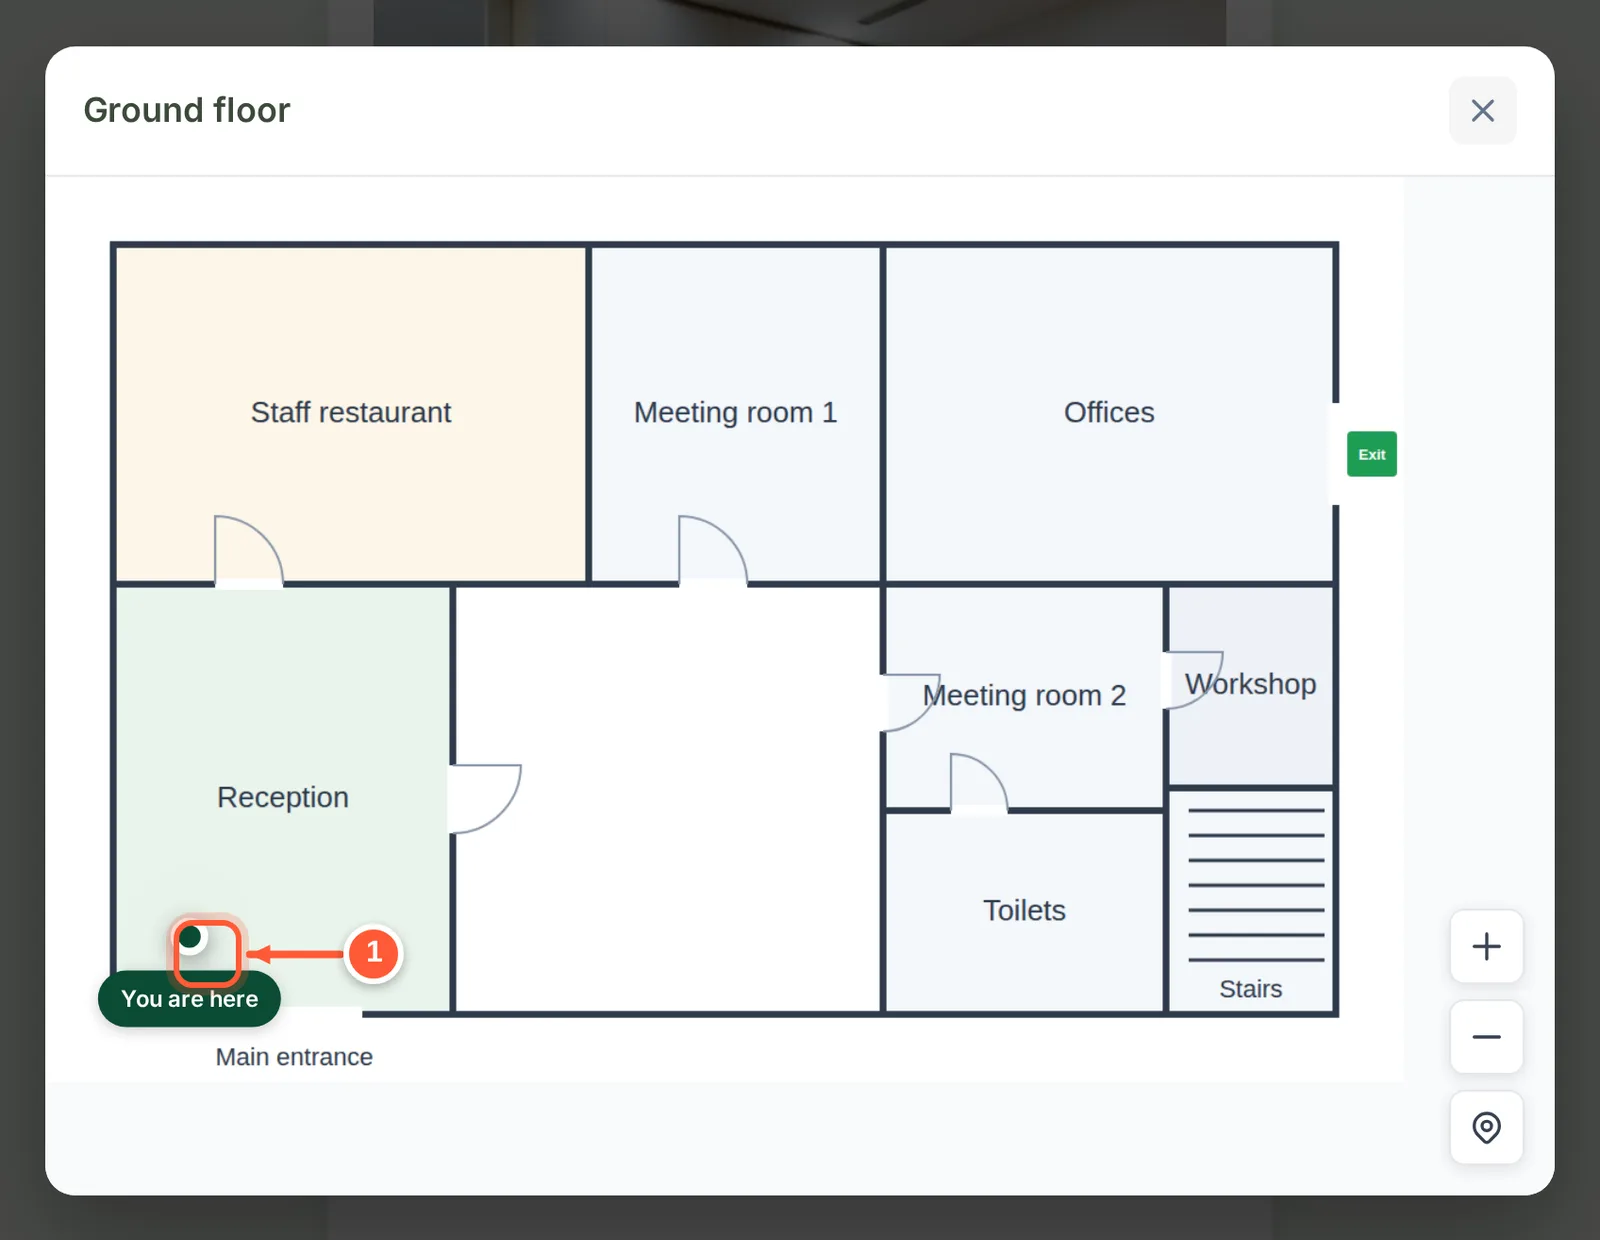 Ground floor
Staff restaurant
Meeting room 1
Offices
Exit
Meeting room 2
Workshop
Reception
Toilets
1
You are here
Stairs
Main entrance